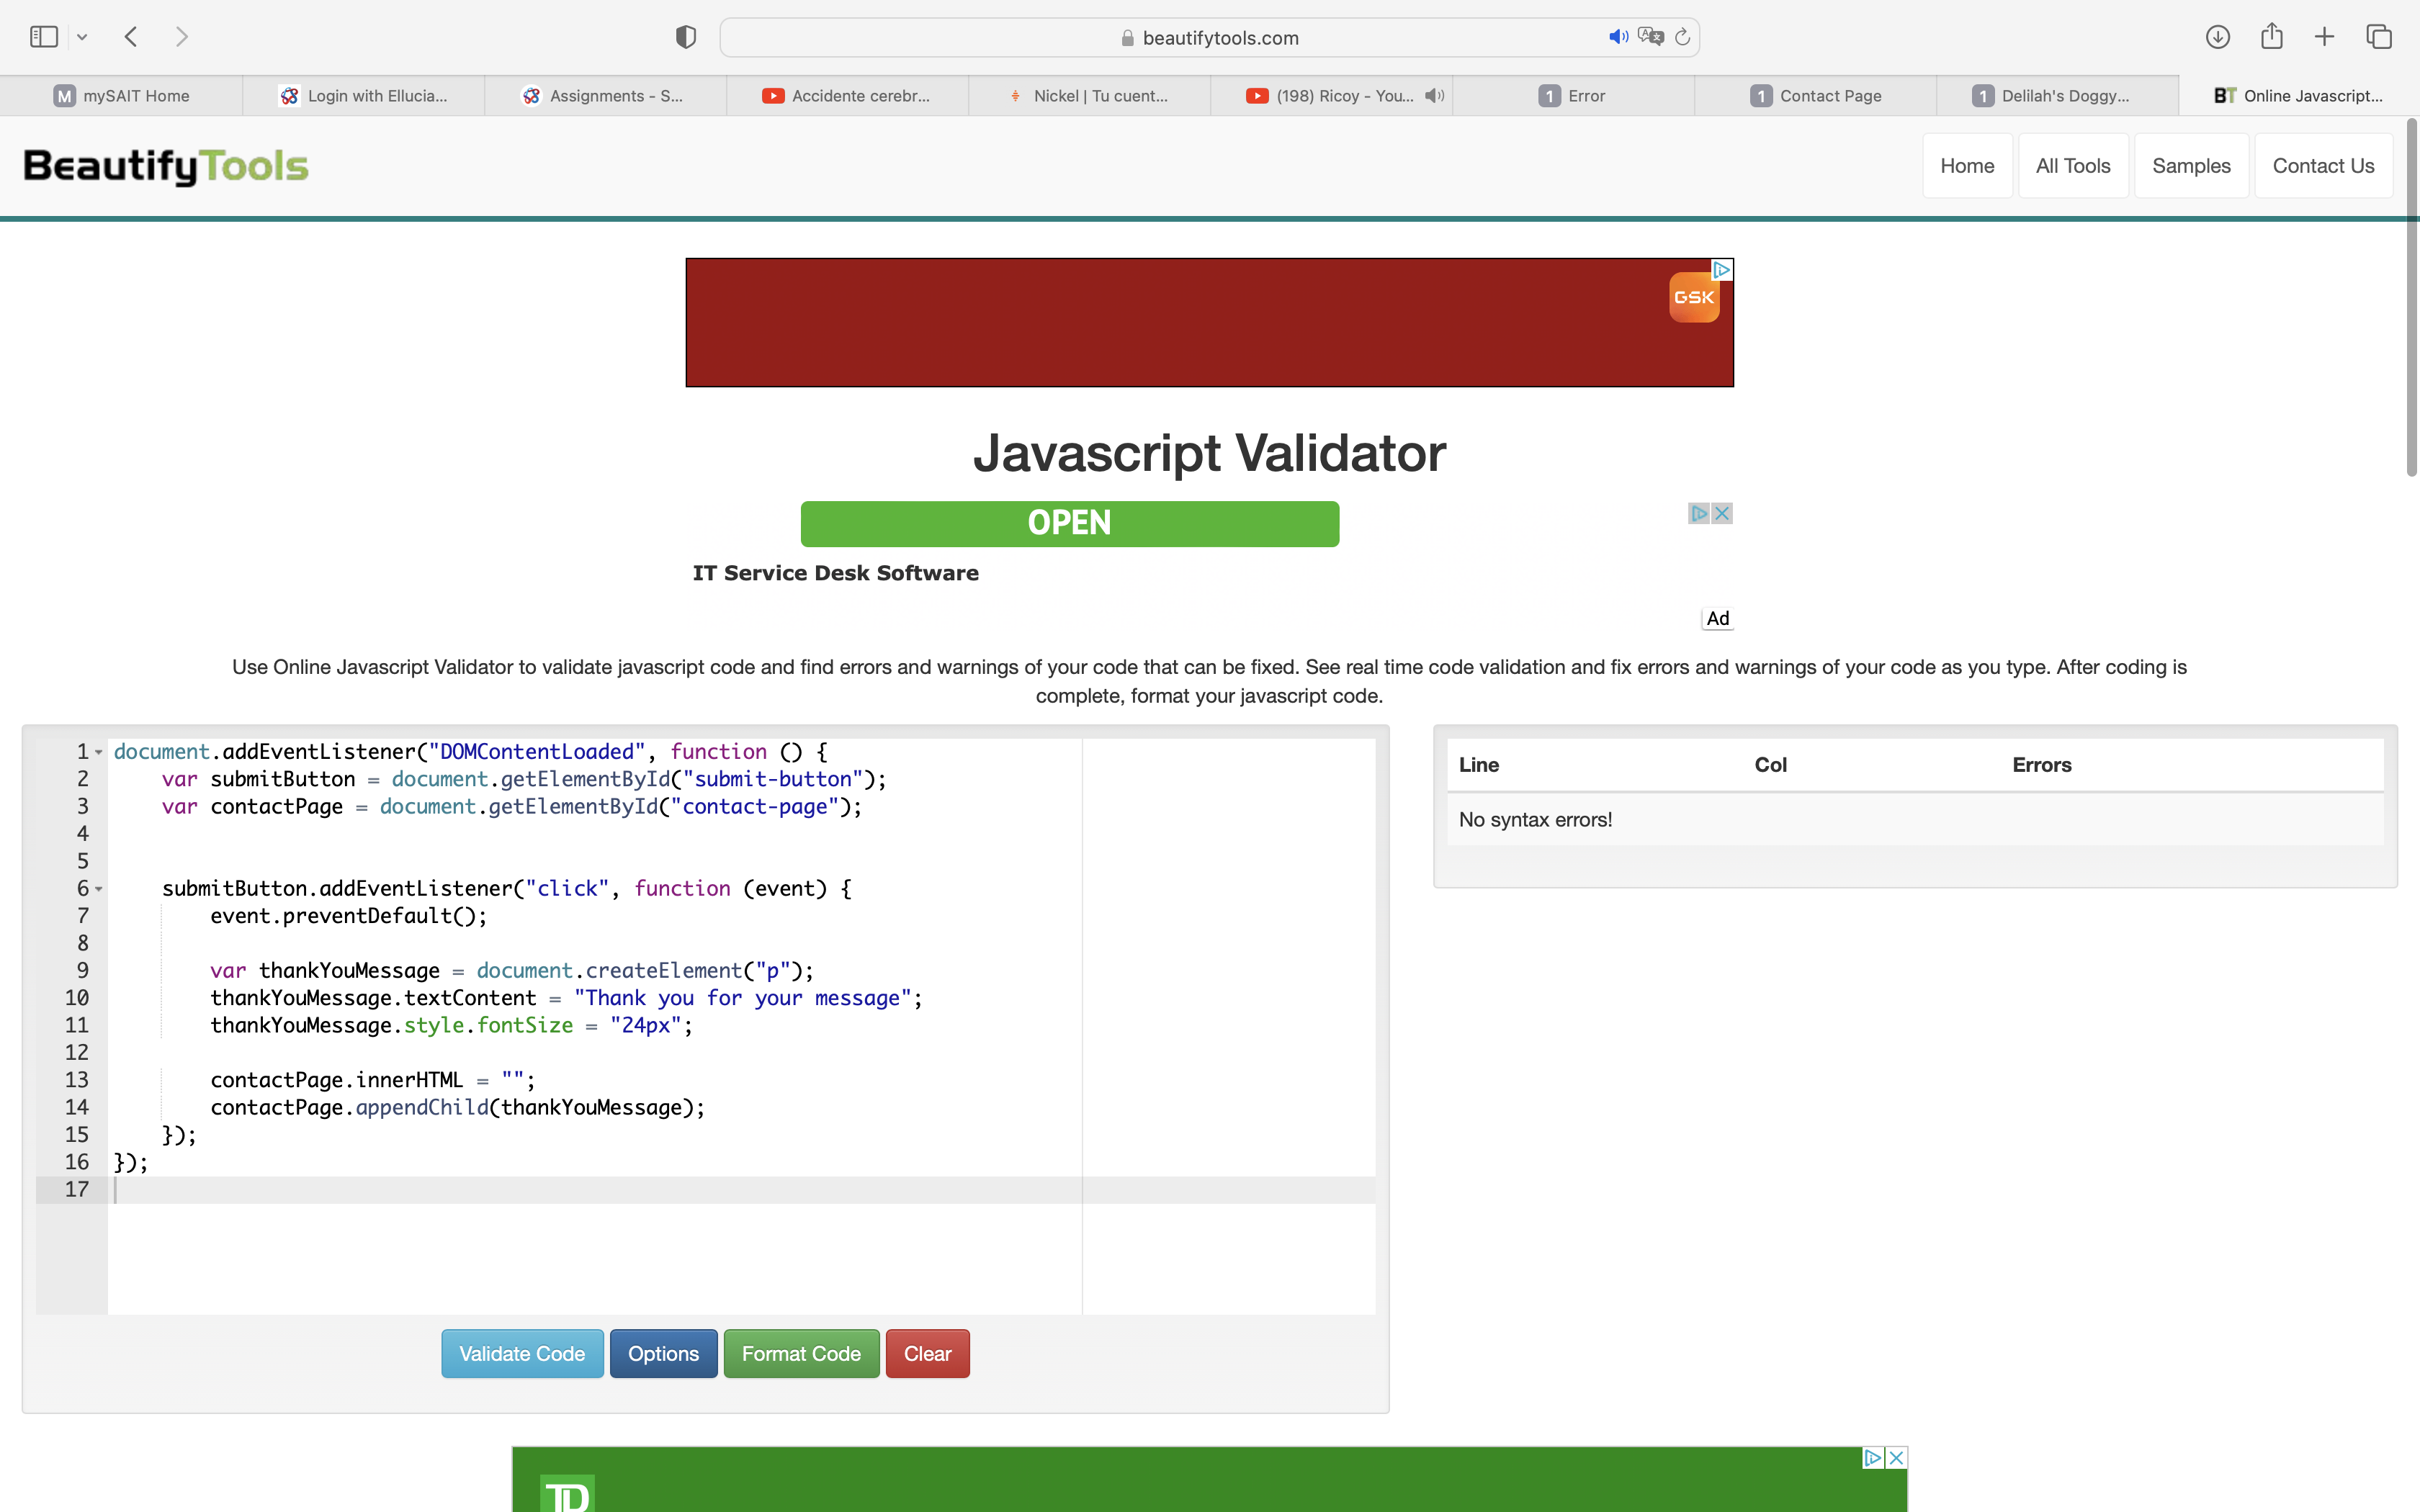 beautifytools.com
M mySAIT Home
Login with Ellucia...
Assignments - S...
Accidente cerebr...
Nickel | Tu cuent...
(198) Ricoy - You...
1 Error
1 Contact Page
1 Delilah's Doggy...
BT Online Javascript...
BeautifyTools
Home
All Tools
Samples
Contact Us
GSK
Javascript Validator
OPEN
IT Service Desk Software
Ad
Use Online Javascript Validator to validate javascript code and find errors and warnings of your code that can be fixed. See real time code validation and fix errors and warnings of your code as you type. After coding is
complete, format your javascript code.
1 document.addEventListener("DOMContentLoaded", function () {
2 var submitButton = document.getElementById("submit-button");
3 var contactPage = document.getElementById("contact-page");
4
5
6 submitButton.addEventListener("click", function (event) {
7 event.preventDefault();
8
9 var thankYouMessage = document.createElement("p");
10 thankYouMessage.textContent = "Thank you for your message";
11 thankYouMessage.style.fontSize = "24px";
12
13 contactPage.innerHTML = "";
14 contactPage.appendChild(thankYouMessage);
15 });
16 });
17
Line Col Errors
No syntax errors!
Validate Code
Options
Format Code
Clear
TD